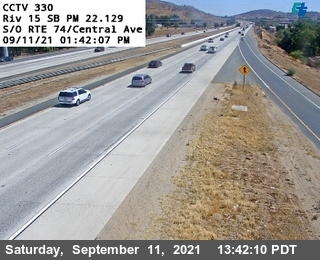 CCTV 330
Riv 15 SB PM 22.129
S/O RTE 74/Central Ave
09/11/21 01:42:07 PM
Saturday, September 11, 2021 13:42:10 PDT